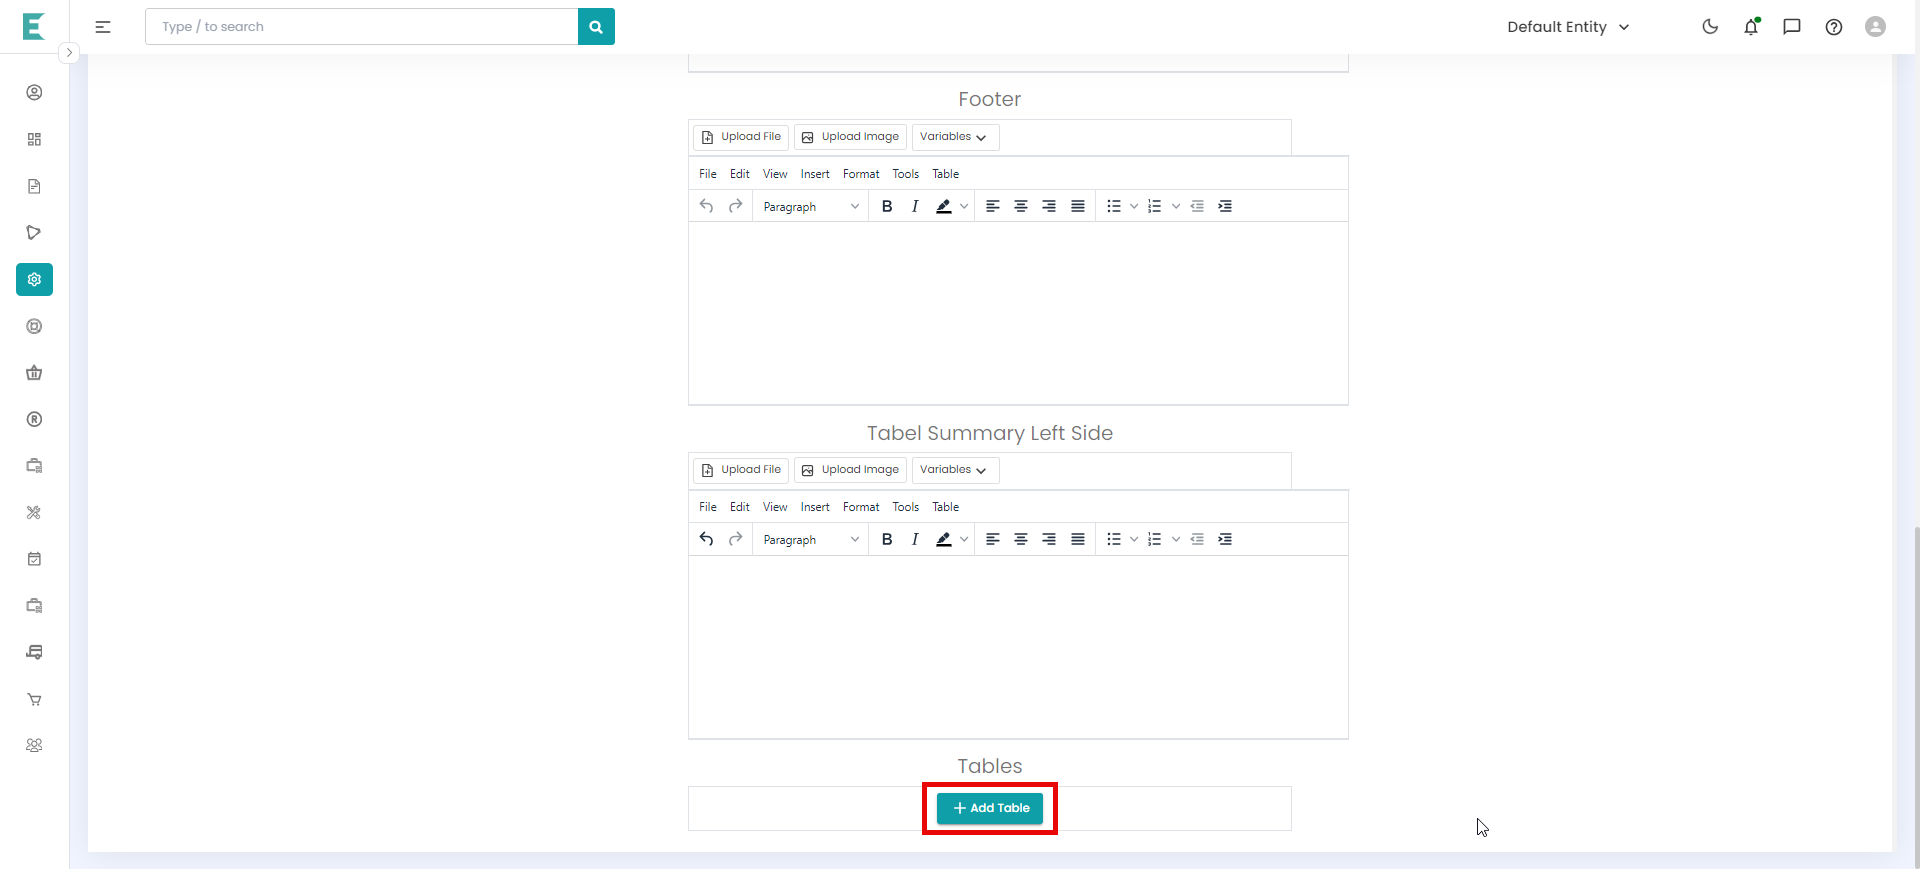 Type / to search
Default Entity
Footer
Upload File Upload Image Variables
File Edit View Insert Format Tools Table
Paragraph B I
Tabel Summary Left Side
Upload File Upload Image Variables
File Edit View Insert Format Tools Table
Paragraph B I
Tables
+ Add Table